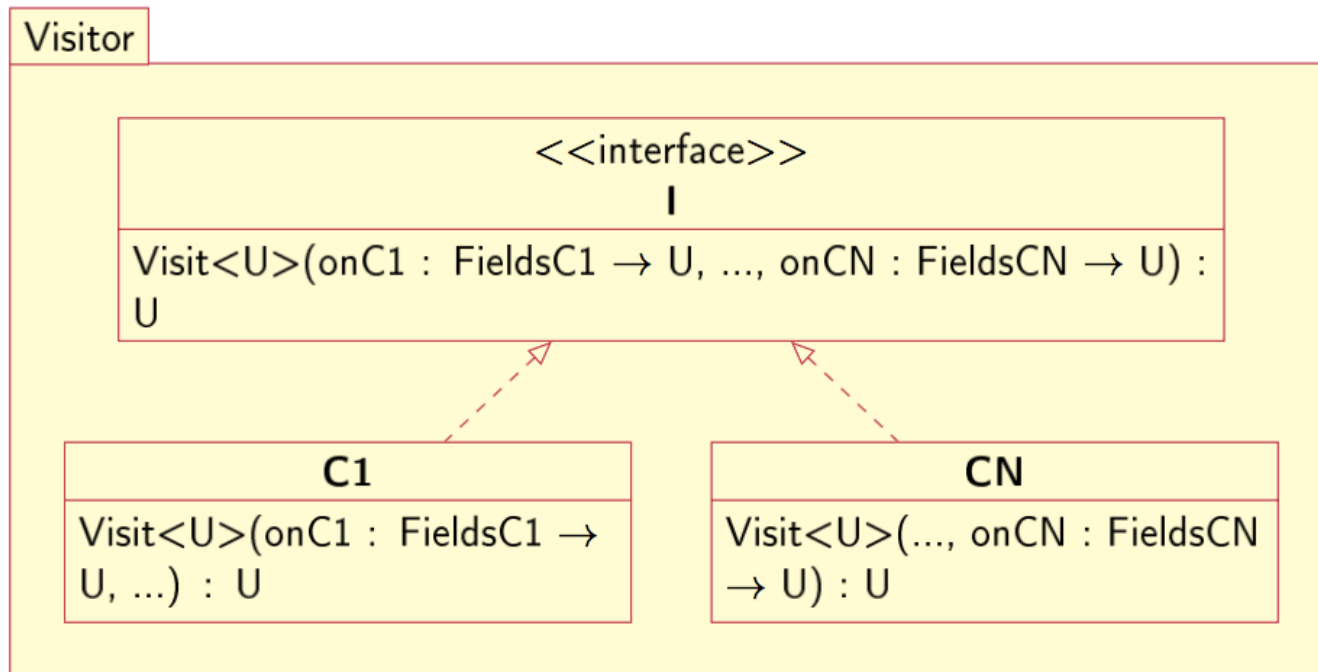 Visitor
<<interface>>
I
Visit<U>(onC1 : FieldsC1 → U, ..., onCN : FieldsCN → U) :
U
C1
Visit<U>(onC1 : FieldsC1 →
U, ...) : U
CN
Visit<U>(..., onCN : FieldsCN
→ U) : U